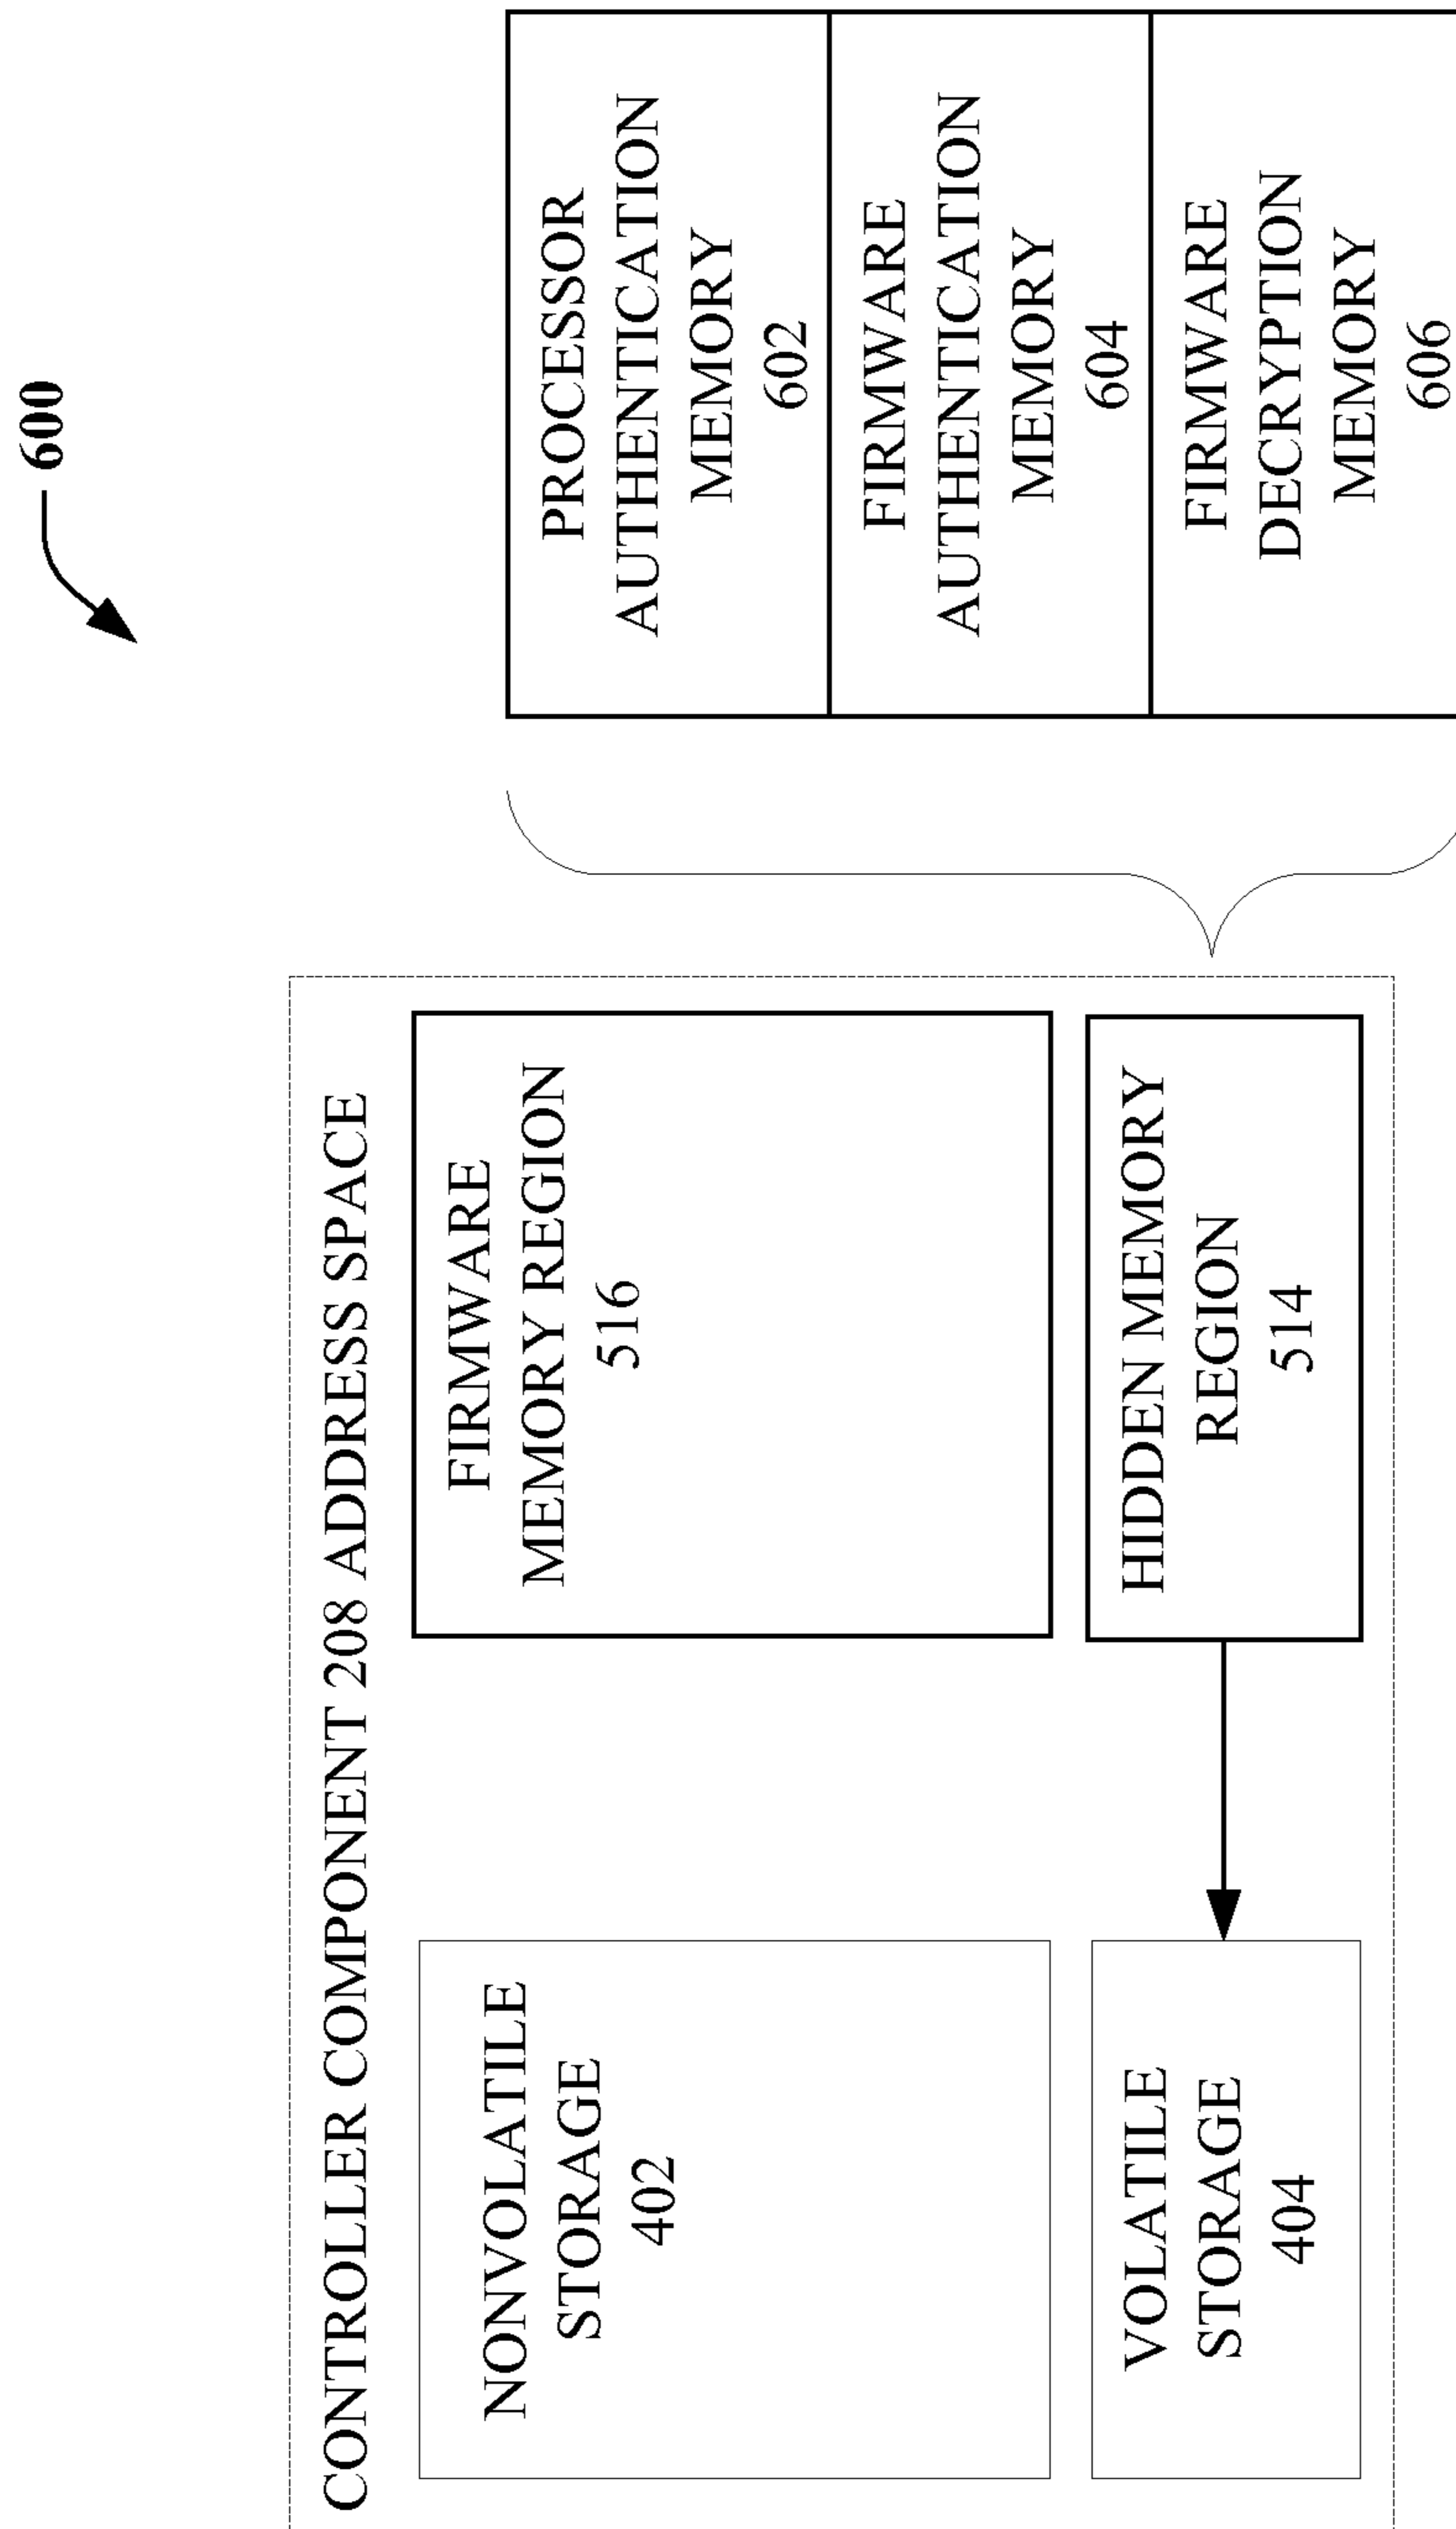 600
CONTROLLER COMPONENT 208 ADDRESS SPACE
NONVOLATILE
STORAGE
402
FIRMWARE
MEMORY REGION
516
VOLATILE
STORAGE
404
HIDDEN MEMORY
REGION
514
PROCESSOR
AUTHENTICATION
MEMORY
602
FIRMWARE
AUTHENTICATION
MEMORY
604
FIRMWARE
DECRYPTION
MEMORY
606